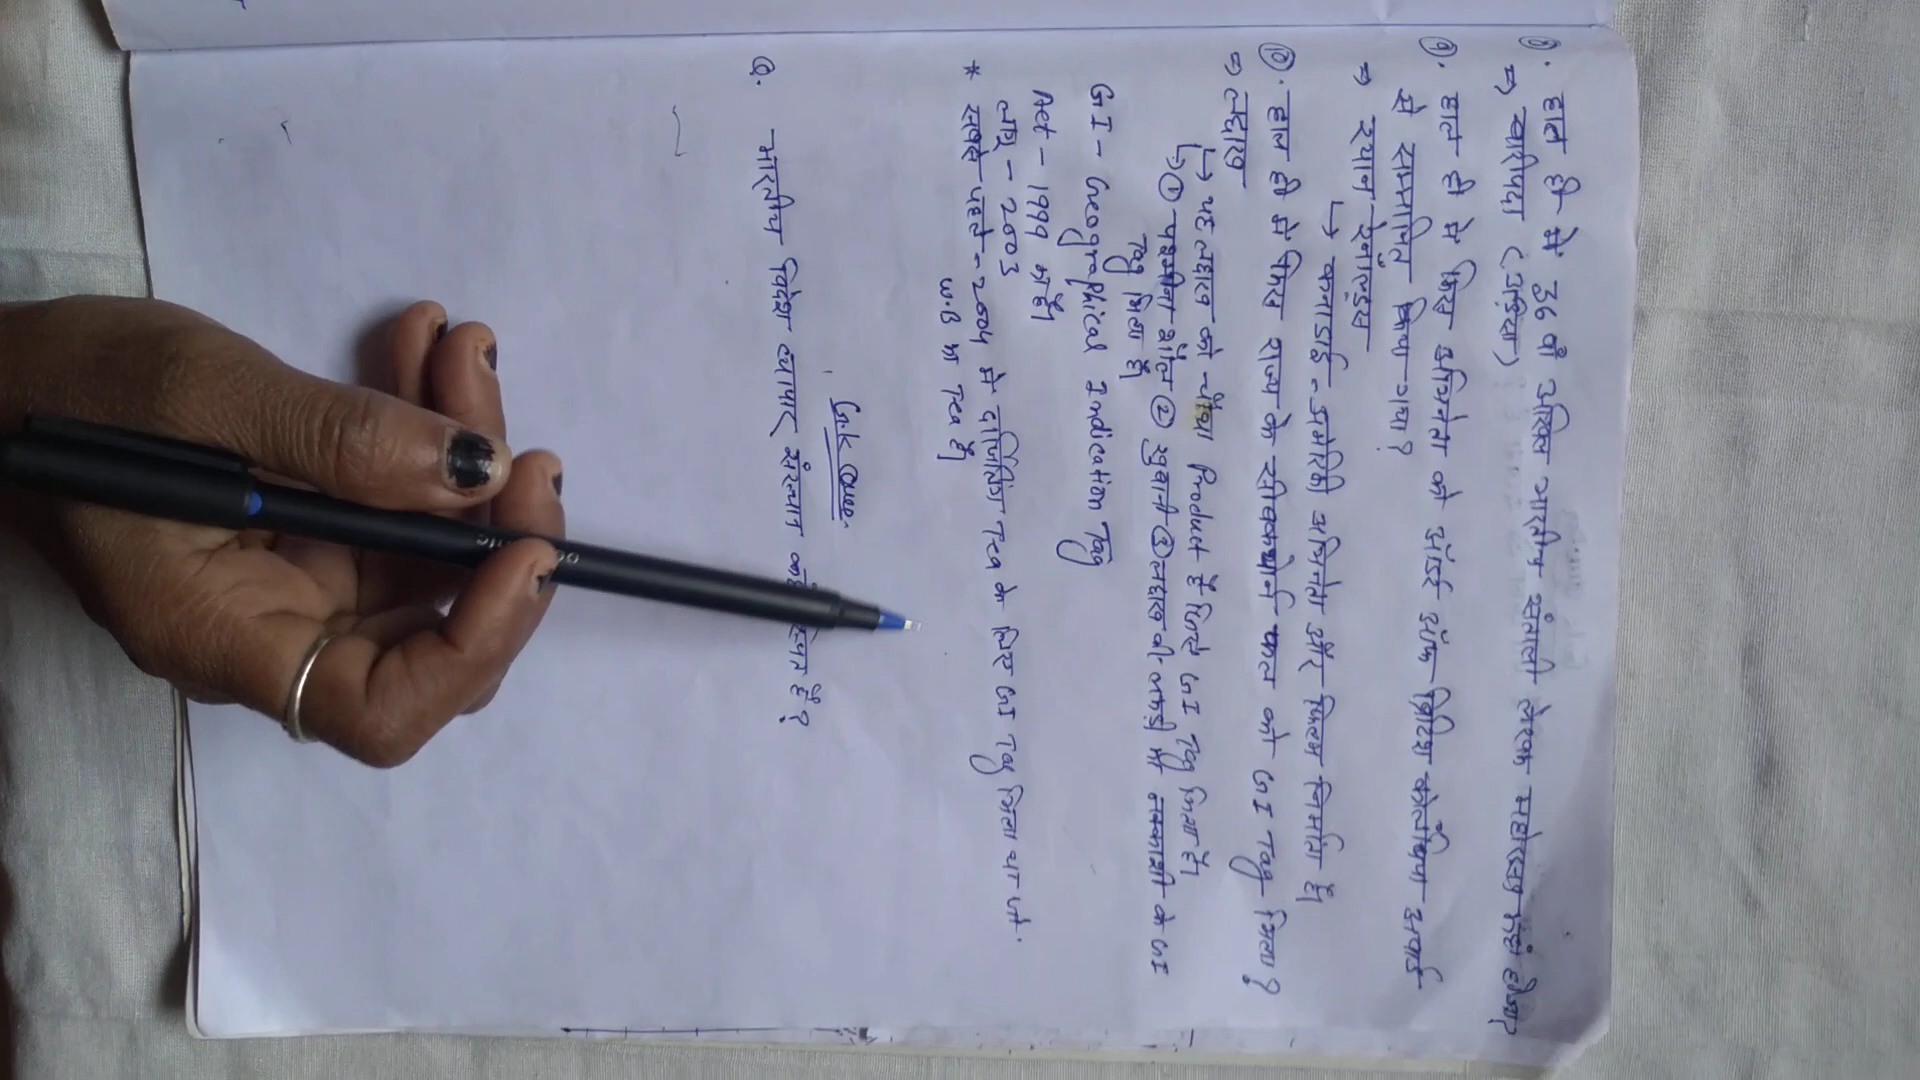 ⑧. हाल ही में 36 वाँ अखिल भारतीय संताली लेखक महोत्सव कहां होगा?
⇒ बारीपदा (उड़िसा)
⑨. हाल ही में किस अभिनेता को ऑर्डर ऑफ ब्रिटिश कोलंबिया अवार्ड
से सम्मानित किया गया?
⇒ रयान रेनॉल्ड्स
↳ कनाडाई - अमेरिकी अभिनेता और फिल्म निर्माता है।
⑩. हाल ही में किस राज्य के सीबकथोर्न फल को GI Tag मिला?
⇒ लद्दाख
↳ यह लद्दाख को चौथा Product है जिसे GI Tag मिला है।
↳ ① पश्मीना शॉल ② खुबानी ③ लद्दाख की लकड़ी की नक्काशी के GI
Tag मिला है।
GI - Geographical Indication Tag
Act - 1999 का है।
लागू - 2003
* सबसे पहले - 2004 में दार्जिलिंग Tea के लिए GI Tag मिला था जो.
W.B का Tea है।
Gk Que.
Q. भारतीय विदेश व्यापार संस्थान है?